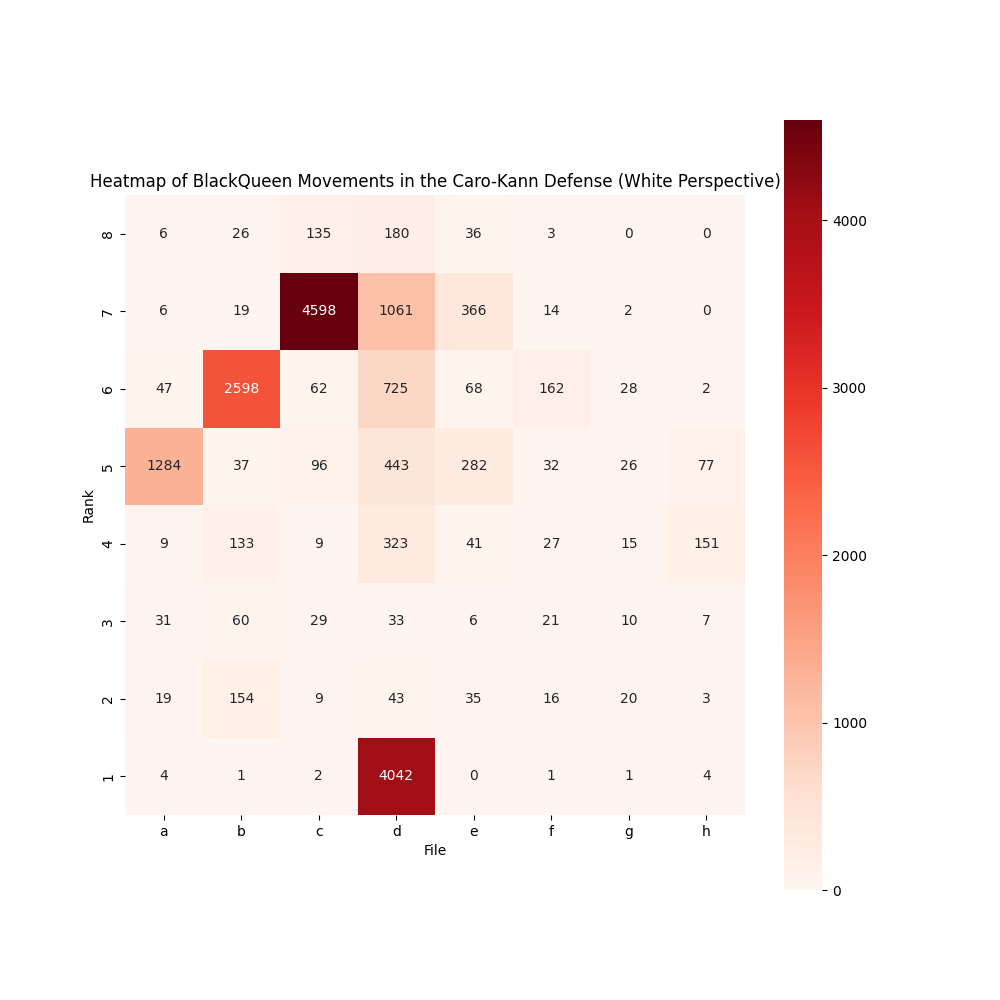 Heatmap of BlackQueen Movements in the Caro-Kann Defense (White Perspective)
8 6 26 135 180 36 3 0 0
7 6 19 4598 1061 366 14 2 0
6 47 2598 62 725 68 162 28 2
5 1284 37 96 443 282 32 26 77
4 9 133 9 323 41 27 15 151
3 31 60 29 33 6 21 10 7
2 19 154 9 43 35 16 20 3
1 4 1 2 4042 0 1 1 4
a b c d e f g h
Rank
File
4000
3000
2000
1000
0